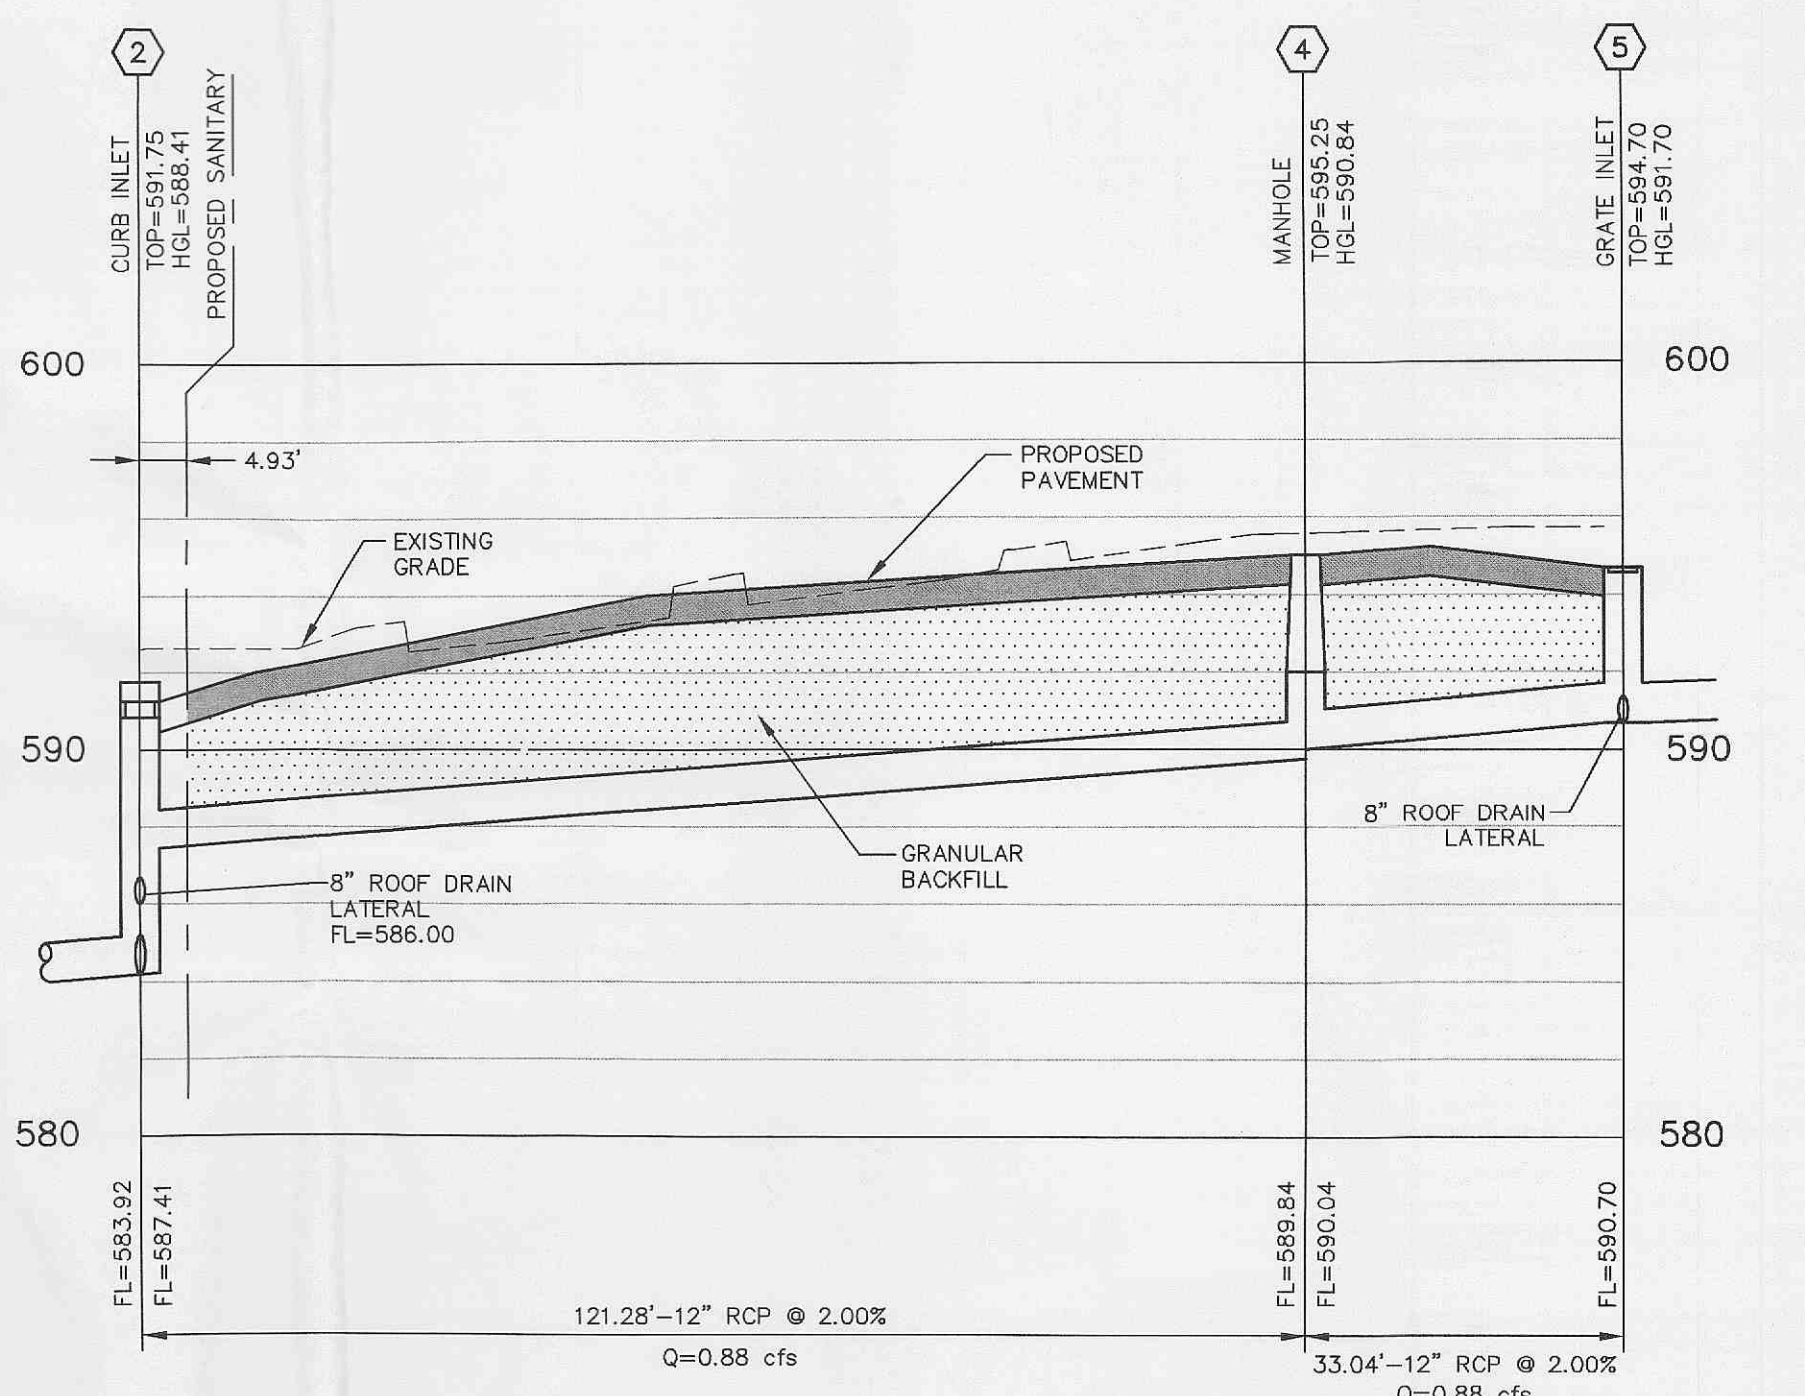 2
4
5
CURB INLET
TOP=591.75
HGL=588.41
PROPOSED SANITARY
MANHOLE
TOP=595.25
HGL=590.84
GRATE INLET
TOP=594.70
HGL=591.70
600
600
4.93'
PROPOSED
PAVEMENT
EXISTING
GRADE
590
590
8" ROOF DRAIN
LATERAL
GRANULAR
BACKFILL
8" ROOF DRAIN
LATERAL
FL=586.00
580
580
FL=583.92
FL=587.41
FL=589.84
FL=590.04
FL=590.70
121.28'-12" RCP @ 2.00%
Q=0.88 cfs
33.04'-12" RCP @ 2.00%
Q=0.88 cfs